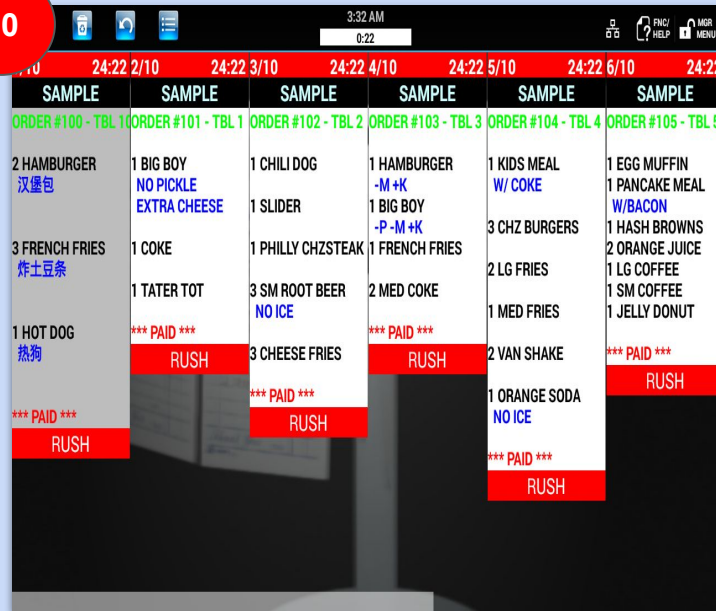 0
3:32 AM
0:22
FNC/
HELP
MGR
MENU
/10 24:22
SAMPLE
ORDER #100 - TBL 10
2 HAMBURGER
汉堡包
3 FRENCH FRIES
炸土豆条
1 HOT DOG
热狗
*** PAID ***
RUSH
2/10 24:22
SAMPLE
ORDER #101 - TBL 1
1 BIG BOY
NO PICKLE
EXTRA CHEESE
1 COKE
1 TATER TOT
*** PAID ***
RUSH
3/10 24:22
SAMPLE
ORDER #102 - TBL 2
1 CHILI DOG
1 SLIDER
1 PHILLY CHZSTEAK
3 SM ROOT BEER
NO ICE
3 CHEESE FRIES
*** PAID ***
RUSH
4/10 24:22
SAMPLE
ORDER #103 - TBL 3
1 HAMBURGER
-M +K
1 BIG BOY
-P -M +K
1 FRENCH FRIES
2 MED COKE
*** PAID ***
RUSH
5/10 24:22
SAMPLE
ORDER #104 - TBL 4
1 KIDS MEAL
W/ COKE
3 CHZ BURGERS
2 LG FRIES
1 MED FRIES
2 VAN SHAKE
1 ORANGE SODA
NO ICE
*** PAID ***
RUSH
6/10 24:22
SAMPLE
ORDER #105 - TBL 5
1 EGG MUFFIN
1 PANCAKE MEAL
W/BACON
1 HASH BROWNS
2 ORANGE JUICE
1 LG COFFEE
1 SM COFFEE
1 JELLY DONUT
*** PAID ***
RUSH